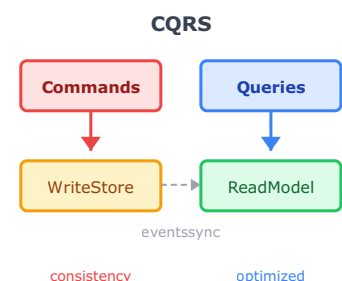 CQRS
Commands Queries
WriteStore ReadModel
eventssync
consistency optimized